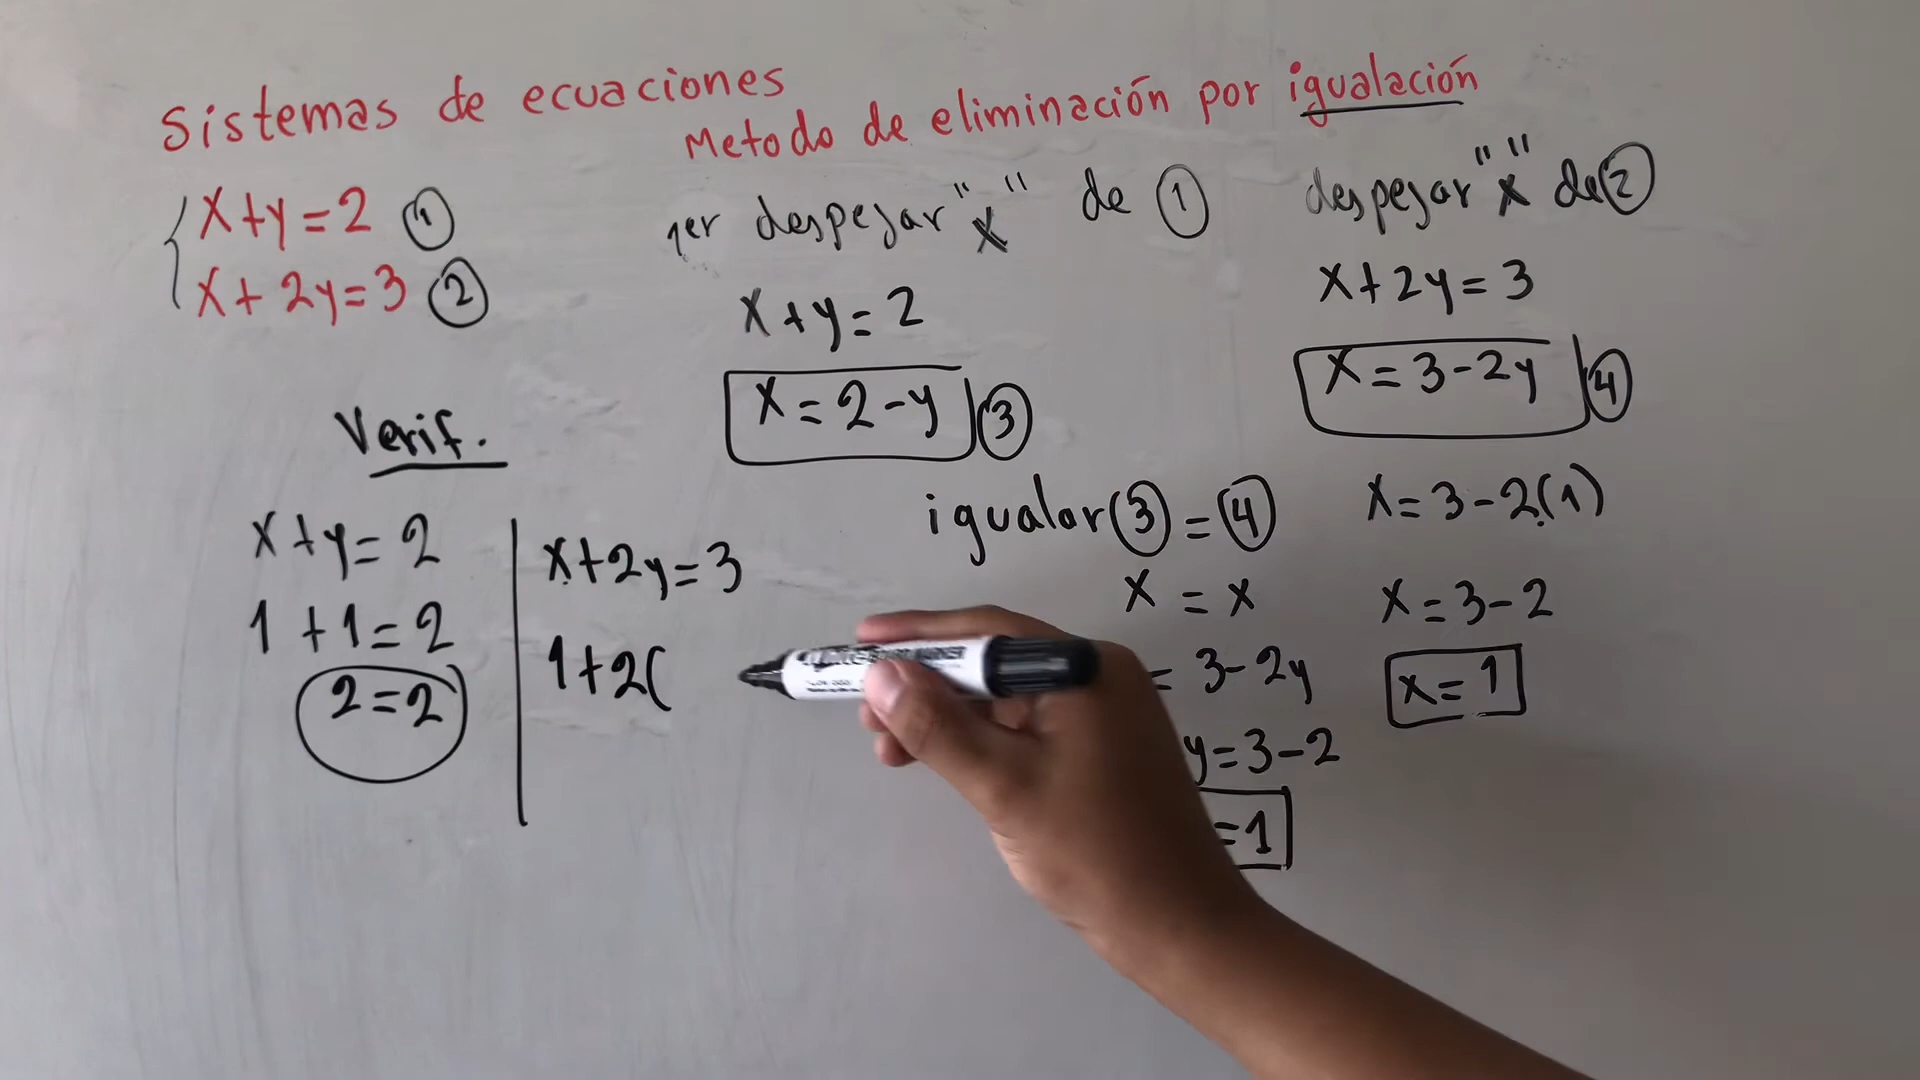 Sistemas de ecuaciones
Metodo de eliminación por igualación
x+y=2 ①
x+2y=3 ②
1er despejar "x" de ①
x+y=2
x=2-y ③
despejar "x" de ②
x+2y=3
x=3-2y ④
Verif.
x+y=2
1+1=2
2=2
x+2y=3
1+2(
igualar ③=④
x=x
=3-2y
y=3-2
=1
x=3-2(1)
x=3-2
x=1